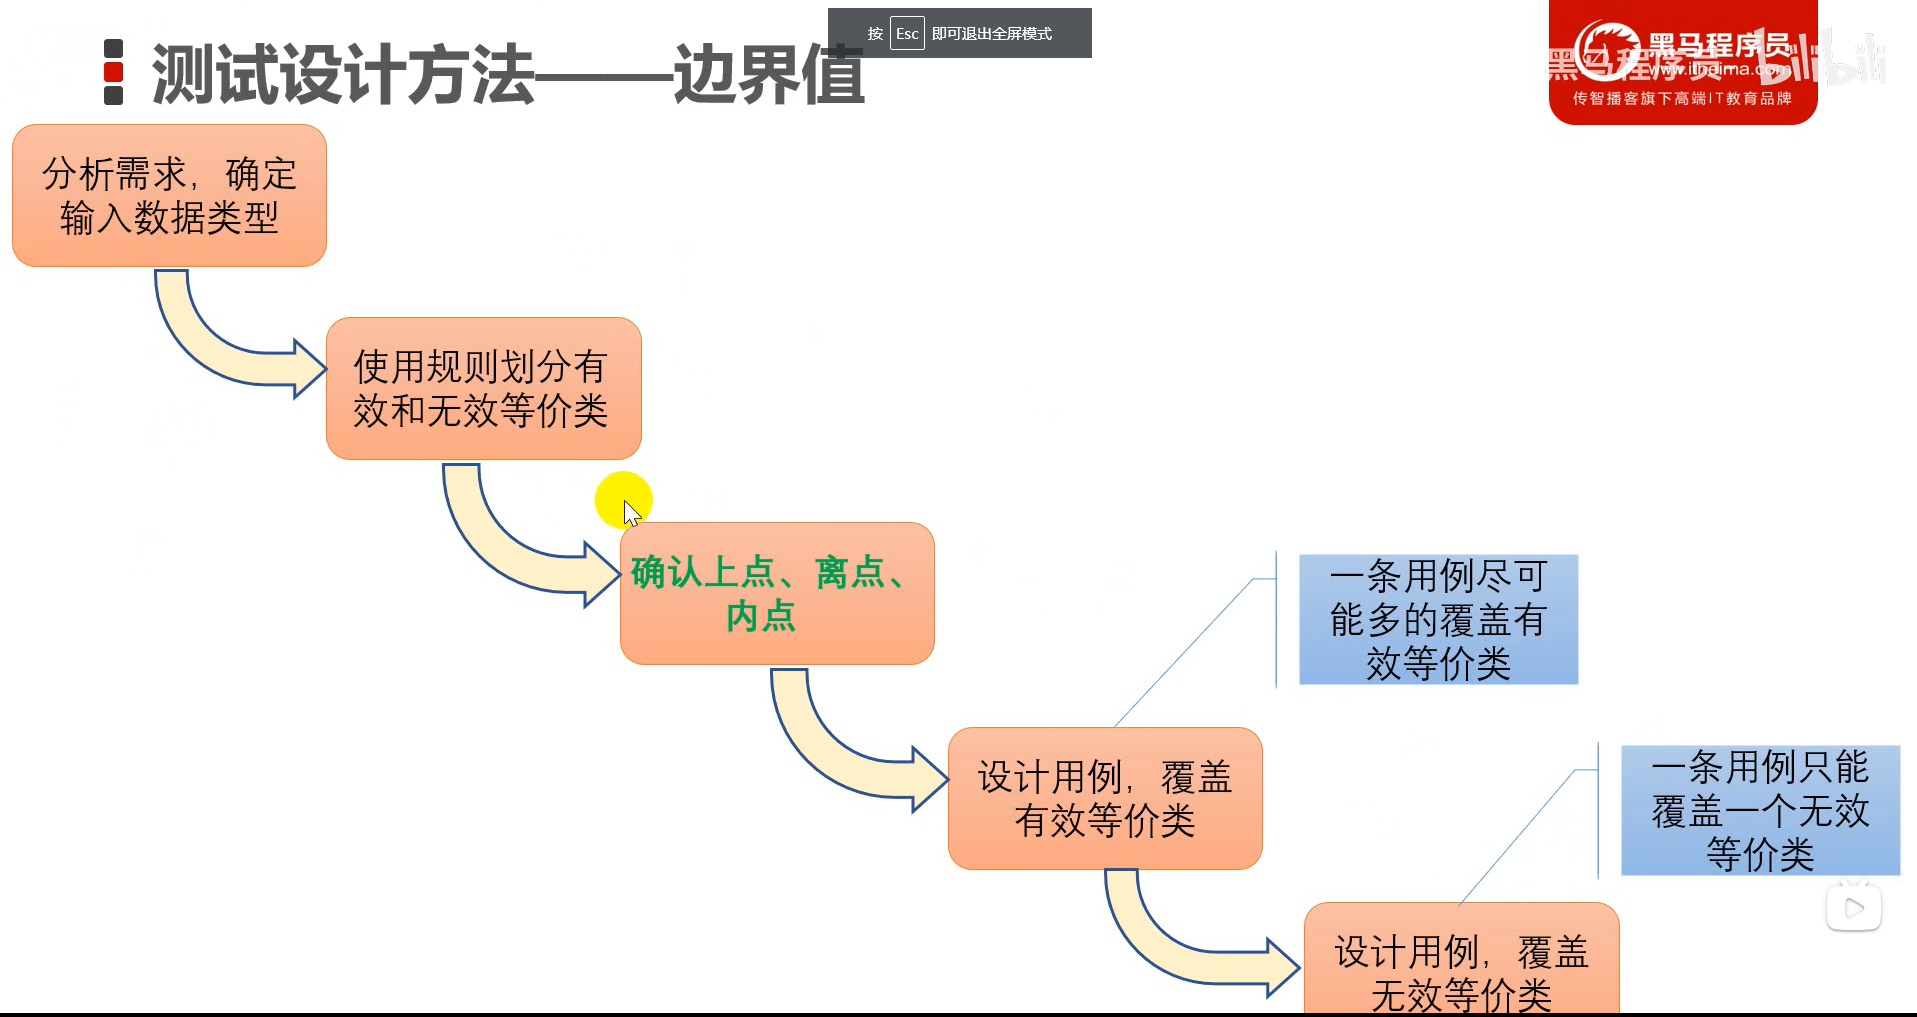 按 Esc 即可退出全屏模式
测试设计方法——边界值
黑马程序员
www.itheima.com
传智播客旗下高端IT教育品牌
黑马程序员
bilibili
分析需求，确定
输入数据类型
使用规则划分有
效和无效等价类
确认上点、离点、
内点
一条用例尽可
能多的覆盖有
效等价类
设计用例，覆盖
有效等价类
一条用例只能
覆盖一个无效
等价类
设计用例，覆盖
无效等价类